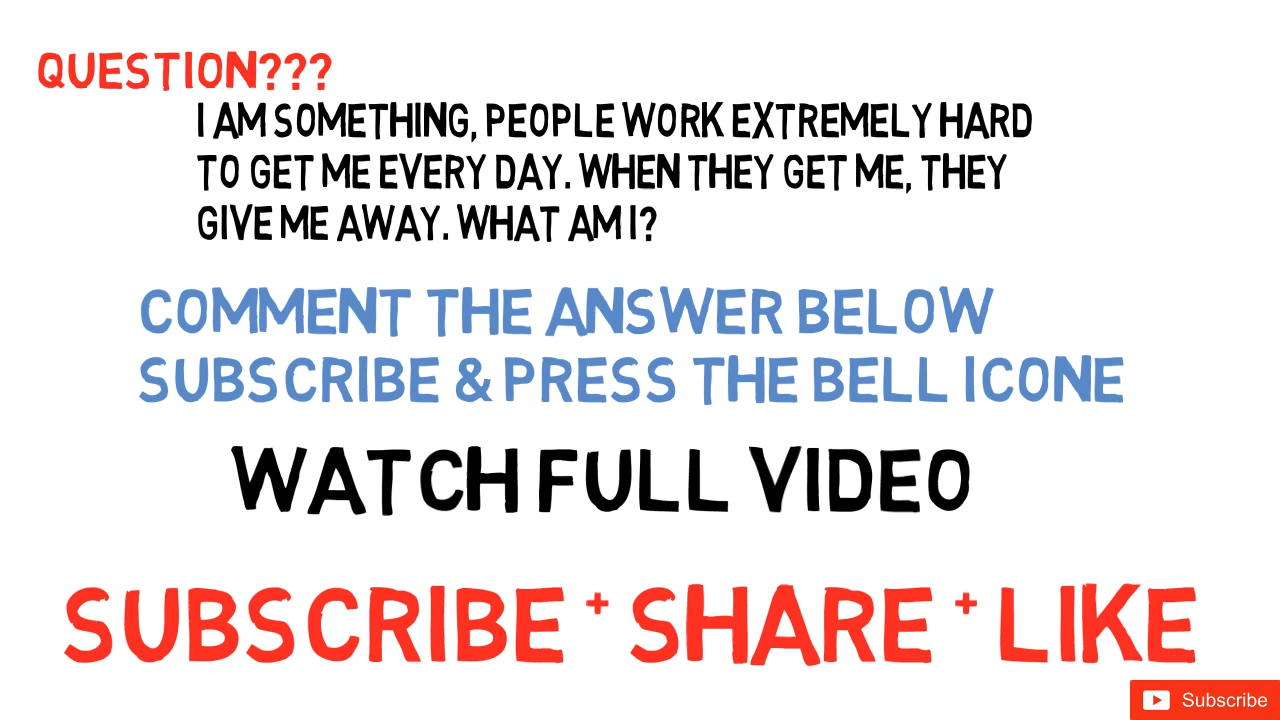 QUESTION???
I AM SOMETHING, PEOPLE WORK EXTREMELY HARD
TO GET ME EVERY DAY. WHEN THEY GET ME, THEY
GIVE ME AWAY. WHAT AM I?
COMMENT THE ANSWER BELOW
SUBSCRIBE & PRESS THE BELL ICONE
WATCH FULL VIDEO
SUBSCRIBE + SHARE + LIKE
Subscribe